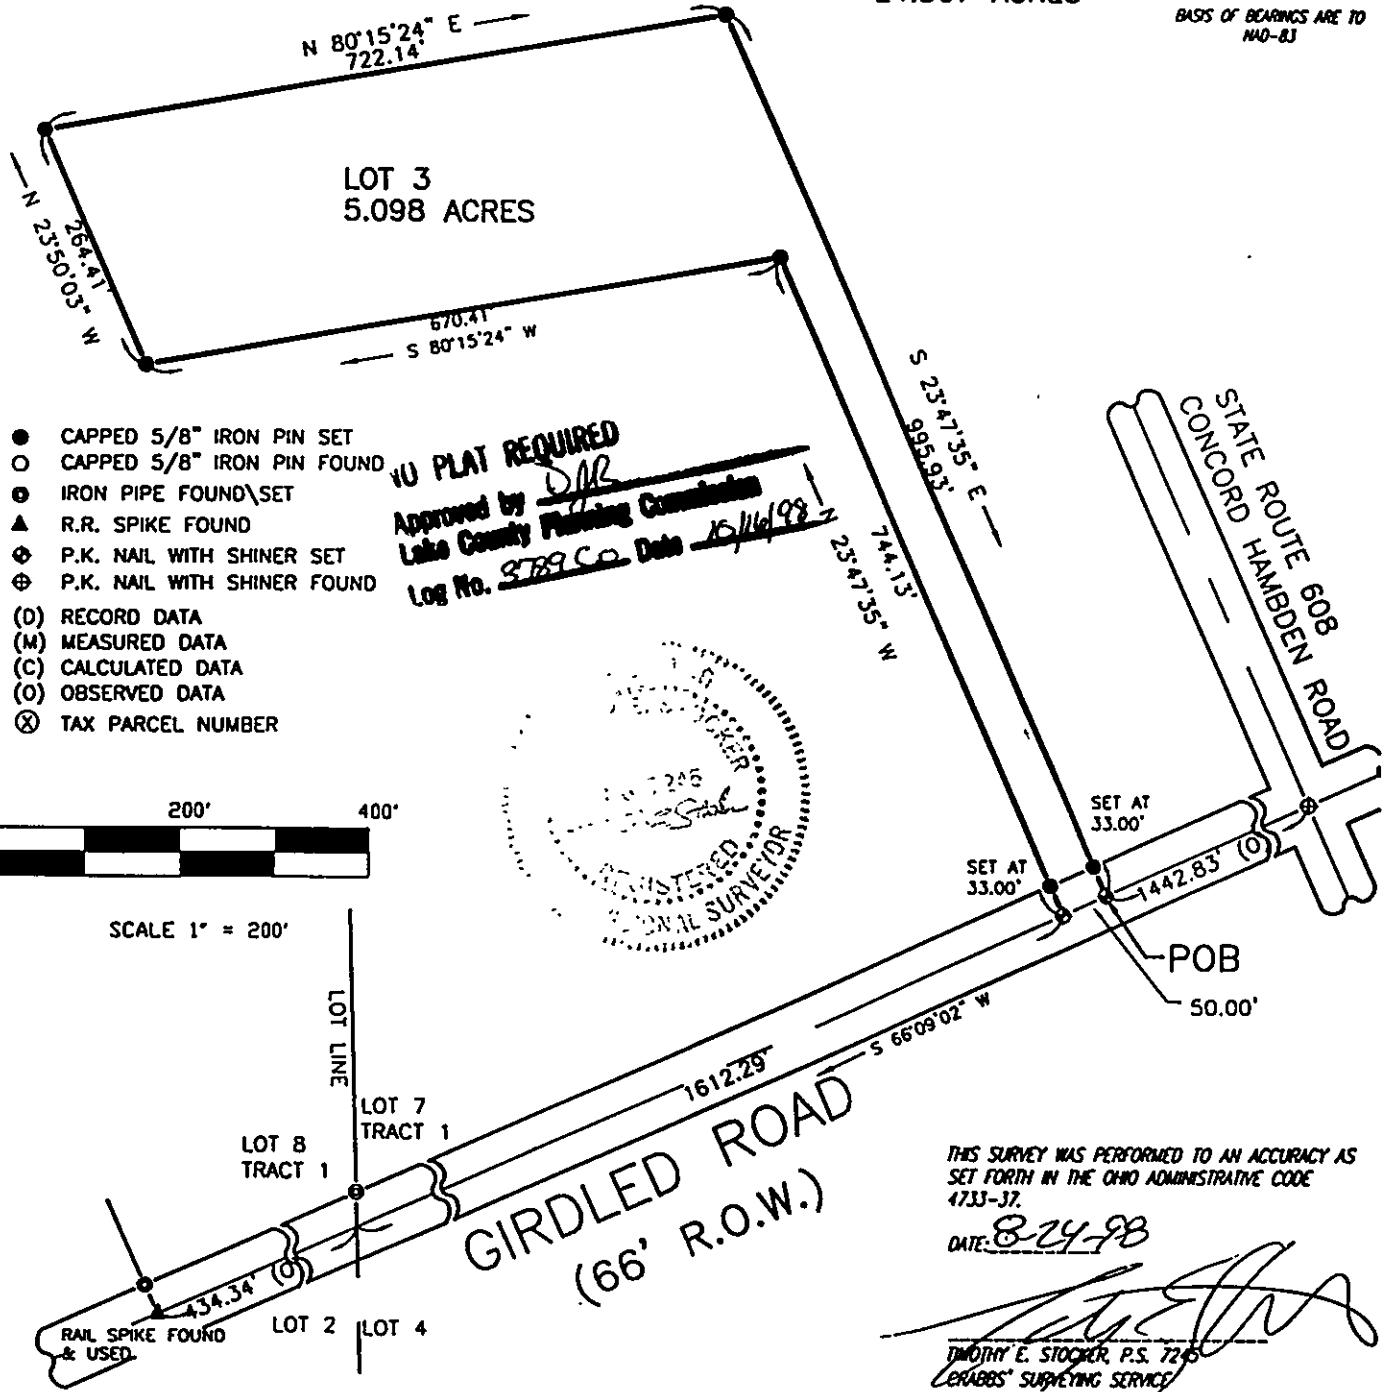 N 80°15'24" E
722.14'
BASIS OF BEARINGS ARE TO
NAD-83
LOT 3
5.098 ACRES
264.41'
N 23°50'03" W
670.41'
S 80°15'24" W
S 23°47'35" E
995.93'
744.13'
N 23°47'35" W
STATE ROUTE 608
CONCORD HAMBDEN ROAD
CAPPED 5/8" IRON PIN SET
CAPPED 5/8" IRON PIN FOUND
IRON PIPE FOUND\SET
R.R. SPIKE FOUND
P.K. NAIL WITH SHINER SET
P.K. NAIL WITH SHINER FOUND
(D) RECORD DATA
(M) MEASURED DATA
(C) CALCULATED DATA
(O) OBSERVED DATA
(X) TAX PARCEL NUMBER
NO PLAT REQUIRED
Approved by
Lake County Planning Commission
Log No. 3789 CO Date 10/16/98
REGISTERED
SURVEYOR
200' 400'
SCALE 1" = 200'
SET AT
33.00'
SET AT
33.00'
1442.83' (O)
POB
50.00'
S 66°09'02" W
1612.29'
LOT LINE
LOT 7
TRACT 1
LOT 8
TRACT 1
GIRDLED ROAD
(66' R.O.W.)
434.34' (O)
LOT 2 LOT 4
RAIL SPIKE FOUND
& USED
THIS SURVEY WAS PERFORMED TO AN ACCURACY AS
SET FORTH IN THE OHIO ADMINISTRATIVE CODE
4733-37.
DATE: 8-24-98
TIMOTHY E. STOCKER, P.S. 7245
CRABBS' SURVEYING SERVICE